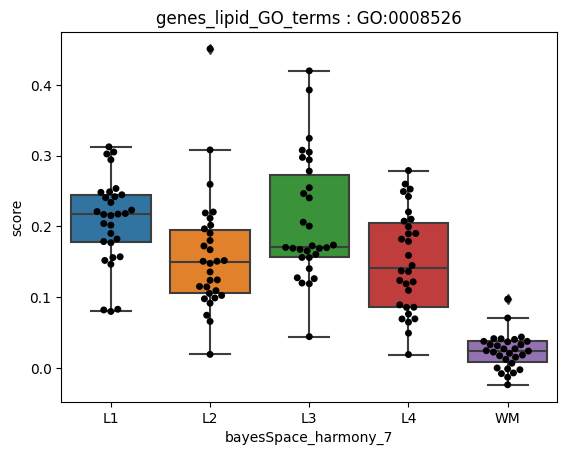 genes_lipid_GO_terms : GO:0008526
score
0.4
0.3
0.2
0.1
0.0
L1 L2 L3 L4 WM
bayesSpace_harmony_7